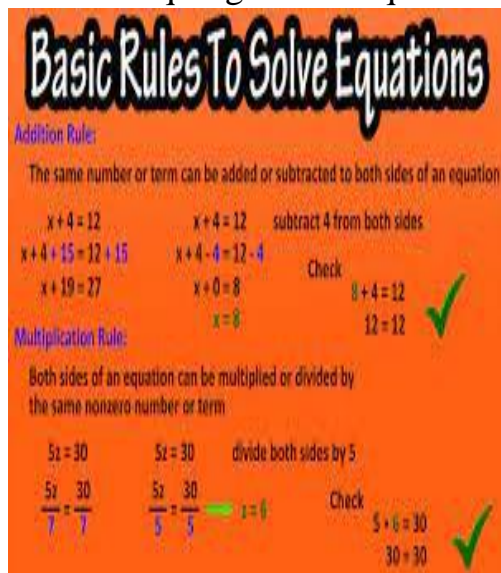 Basic Rules To Solve Equations
Addition Rule:
The same number or term can be added or subtracted to both sides of an equation
x + 4 = 12
x + 4 + 15 = 12 + 15
x + 19 = 27
x + 4 = 12 subtract 4 from both sides
x + 4 - 4 = 12 - 4
x + 0 = 8
x = 8
Check
8 + 4 = 12
12 = 12
Multiplication Rule:
Both sides of an equation can be multiplied or divided by
the same nonzero number or term
5z = 30
5z/7 = 30/7
5z = 30 divide both sides by 5
5z/5 = 30/5 z = 6
Check
5 • 6 = 30
30 = 30